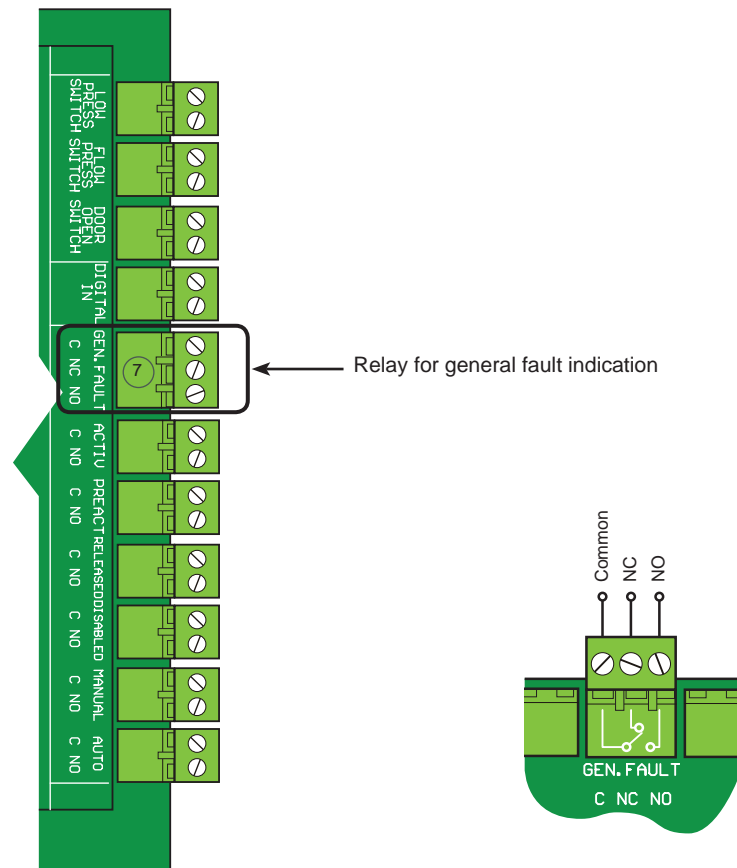 LOW
PRESS
SWITCH
FLOW
PRESS
SWITCH
DOOR
OPEN
SWITCH
DIGITAL
IN
GEN.FAULT
C NC NO
7
Relay for general fault indication
ACTIV
C NO
PREACT
C NO
RELEASED
C NO
DISABLED
C NO
MANUAL
C NO
AUTO
C NO
Common
NC
NO
GEN.FAULT
C NC NO